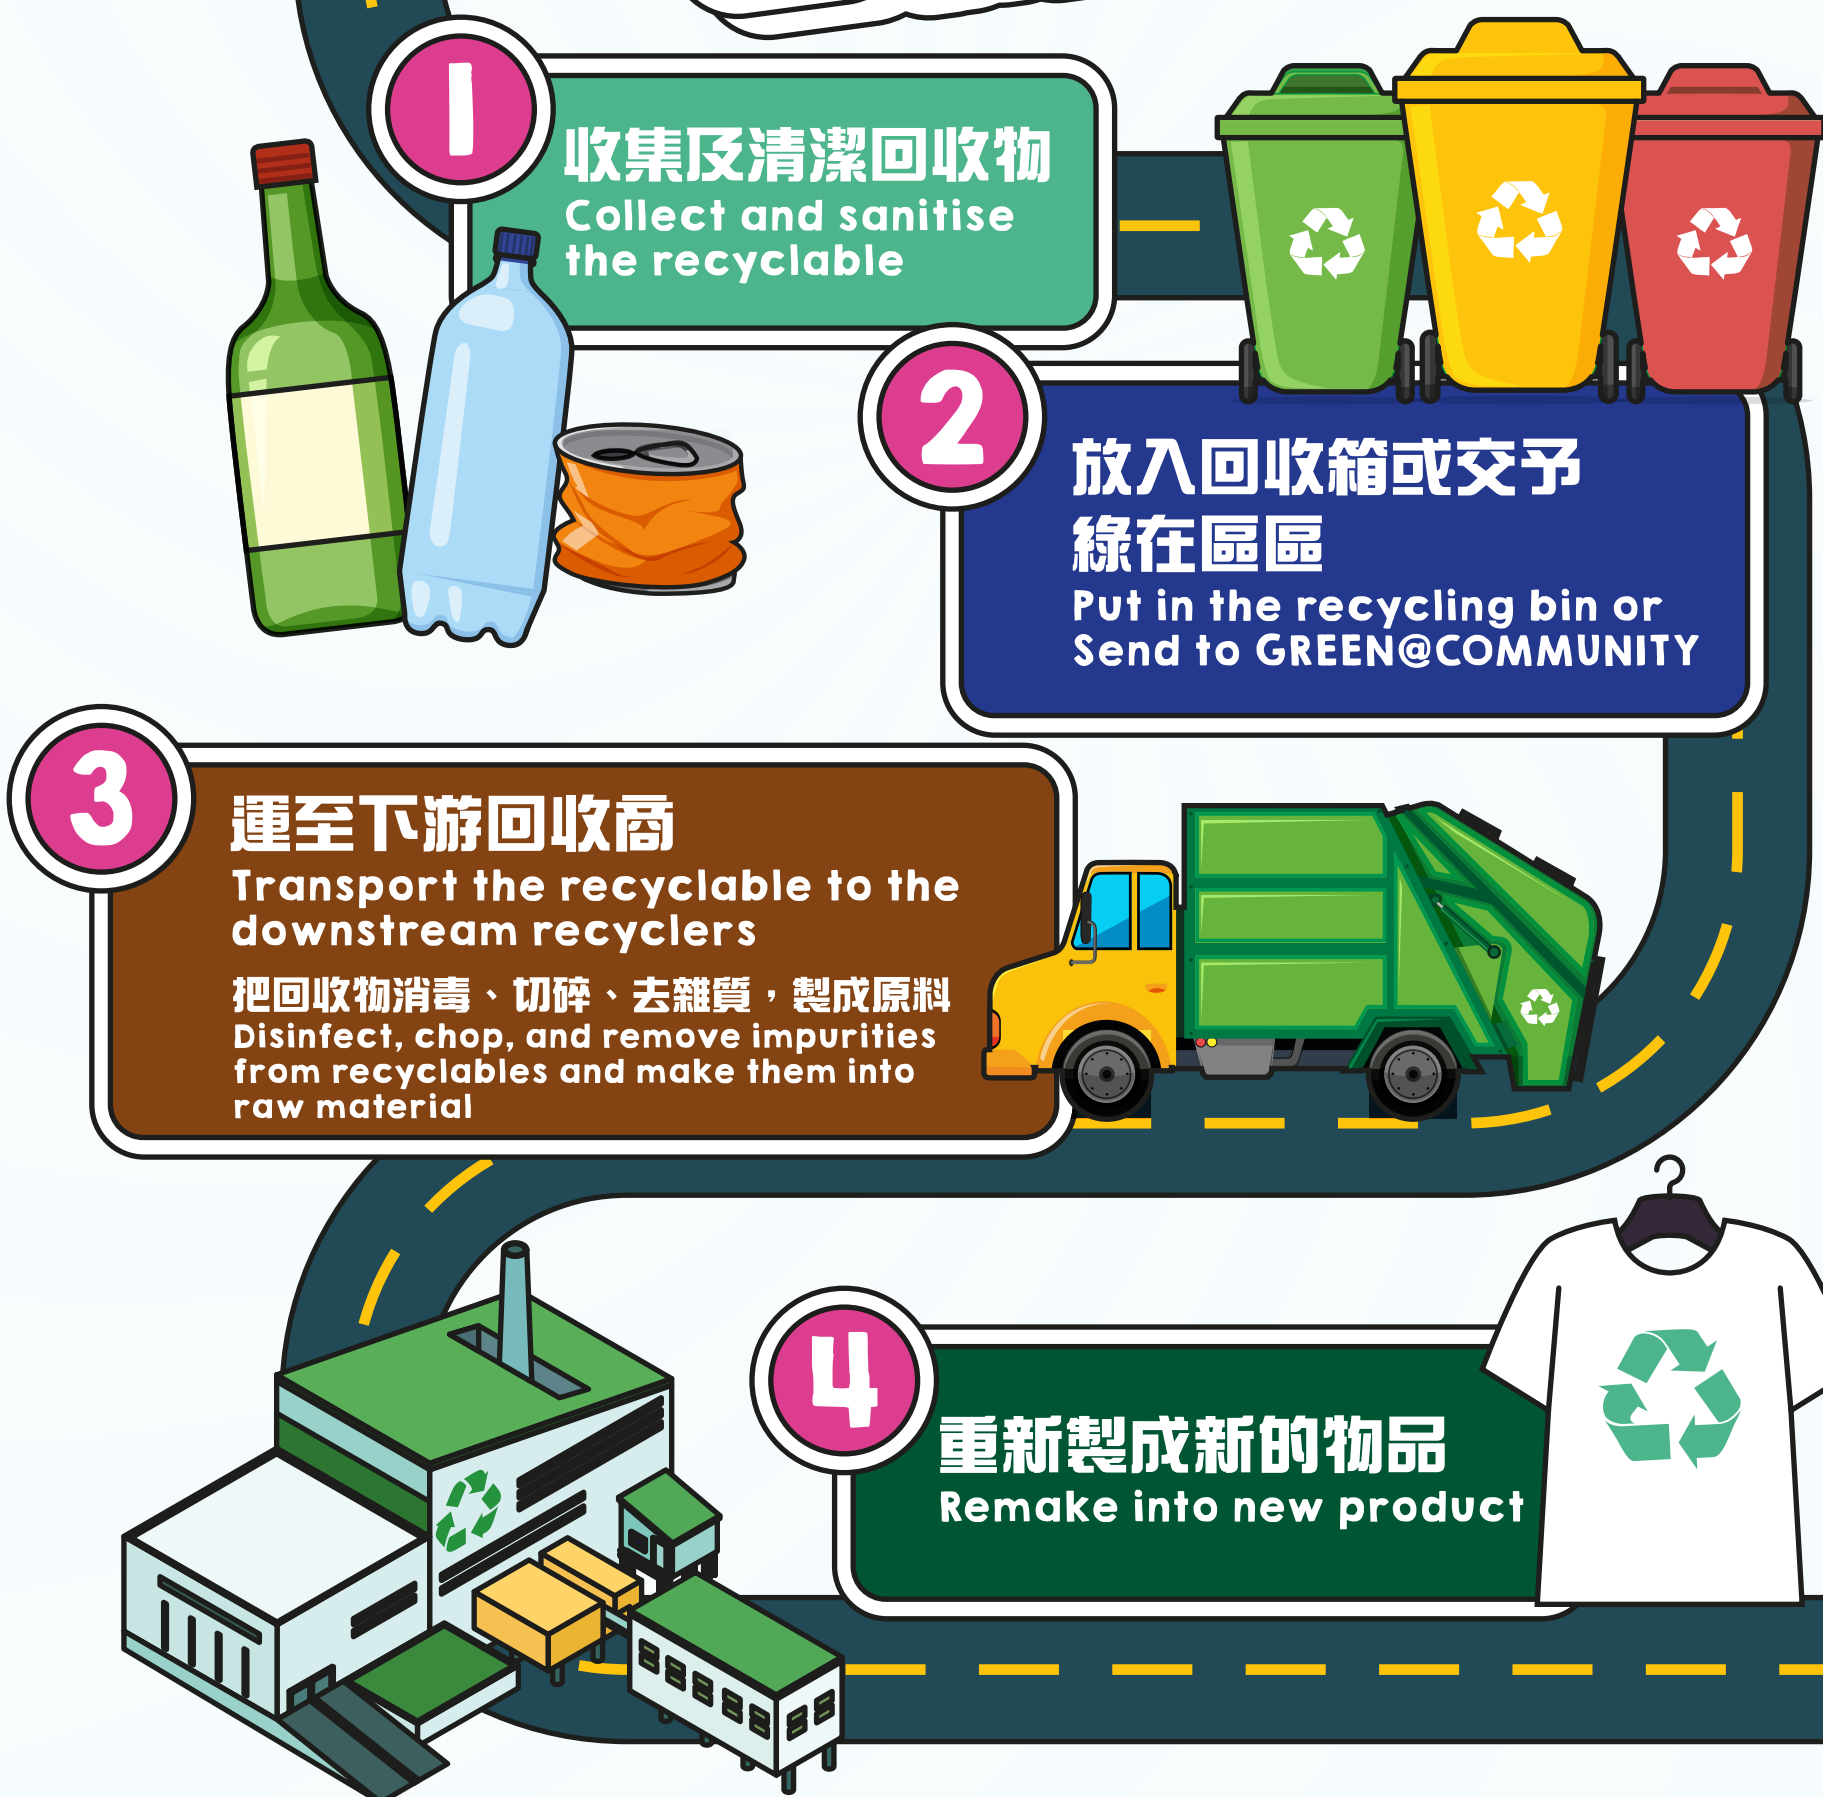 1
收集及清潔回收物
Collect and sanitise
the recyclable
2
放入回收箱或交予
綠在區區
Put in the recycling bin or
Send to GREEN@COMMUNITY
3
運至下游回收商
Transport the recyclable to the
downstream recyclers
把回收物消毒、切碎、去雜質，製成原料
Disinfect, chop, and remove impurities
from recyclables and make them into
raw material
4
重新製成新的物品
Remake into new product